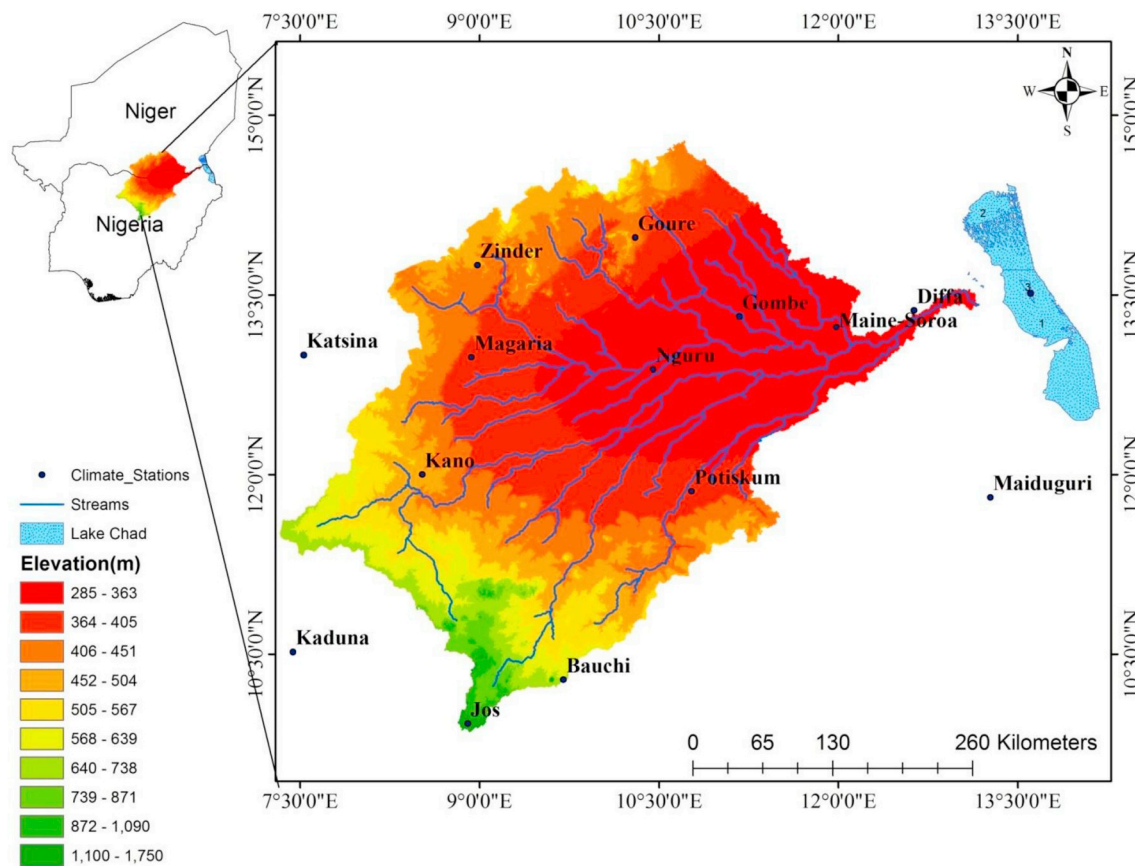 7°30'0"E 9°0'0"E 10°30'0"E 12°0'0"E 13°30'0"E
Niger
Nigeria
N
W E
S
15°0'0"N 15°0'0"N
13°30'0"N 13°30'0"N
12°0'0"N 12°0'0"N
10°30'0"N 10°30'0"N
Goure
Zinder
2
Diffa
3
Gombe
Maine-Soroa
1
Katsina
Magaria
Nguru
Kano
Potiskum
Maiduguri
Kaduna
Bauchi
Jos
Climate_Stations
Streams
Lake Chad
Elevation(m)
285 - 363
364 - 405
406 - 451
452 - 504
505 - 567
568 - 639
640 - 738
739 - 871
872 - 1,090
1,100 - 1,750
0 65 130 260 Kilometers
7°30'0"E 9°0'0"E 10°30'0"E 12°0'0"E 13°30'0"E